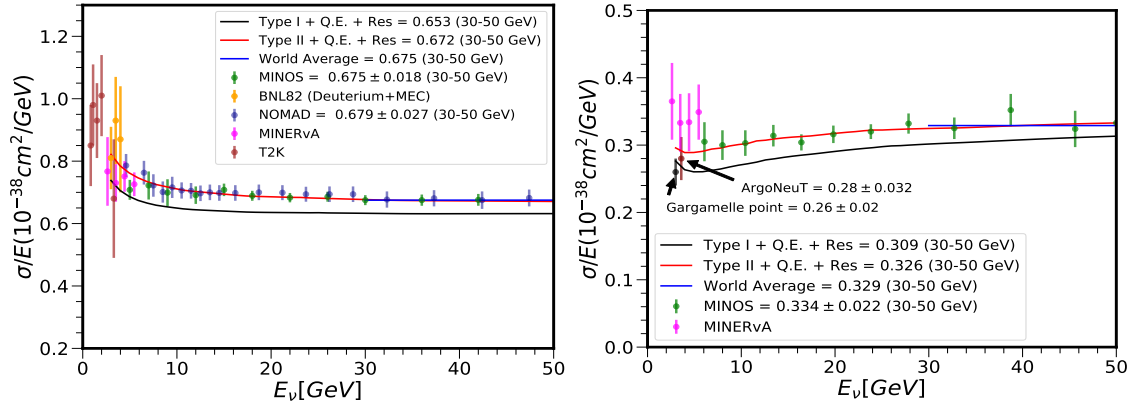 σ/E(10⁻³⁸cm²/GeV)
1.2
1.0
0.8
0.6
0.4
0.2
Type I + Q.E. + Res = 0.653 (30-50 GeV)
Type II + Q.E. + Res = 0.672 (30-50 GeV)
World Average = 0.675 (30-50 GeV)
MINOS = 0.675 ± 0.018 (30-50 GeV)
BNL82 (Deuterium+MEC)
NOMAD = 0.679 ± 0.027 (30-50 GeV)
MINERvA
T2K
0 10 20 30 40 50
Eν[GeV]
σ/E(10⁻³⁸cm²/GeV)
0.5
0.4
0.3
0.2
0.1
0.0
ArgoNeuT = 0.28 ± 0.032
Gargamelle point = 0.26 ± 0.02
Type I + Q.E. + Res = 0.309 (30-50 GeV)
Type II + Q.E. + Res = 0.326 (30-50 GeV)
World Average = 0.329 (30-50 GeV)
MINOS = 0.334 ± 0.022 (30-50 GeV)
MINERvA
0 10 20 30 40 50
Eν[GeV]